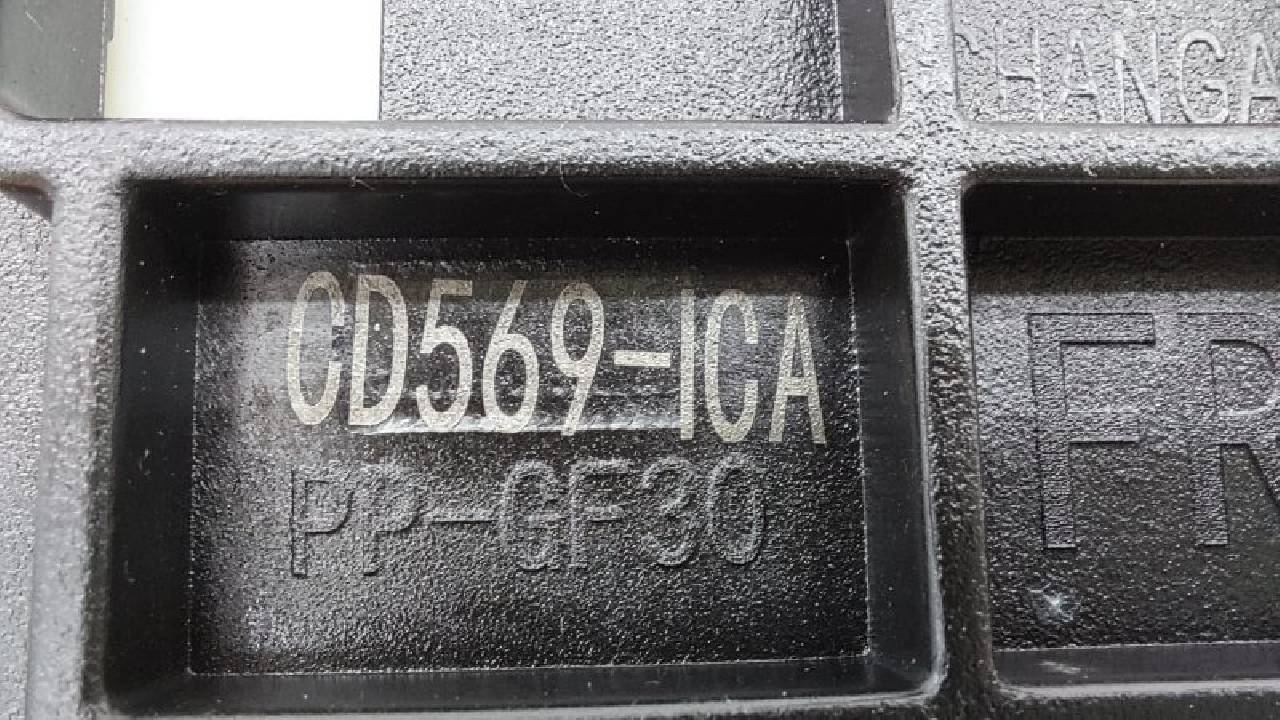 CHANGA
CD569-ICA
PP-GF30
FR